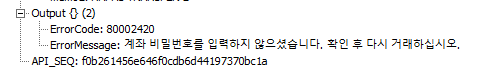 Output {} (2)
ErrorCode: 80002420
ErrorMessage: 계좌 비밀번호를 입력하지 않으셨습니다. 확인 후 다시 거래하십시오.
API_SEQ: f0b261456e646f0cdb6d44197370bc1a